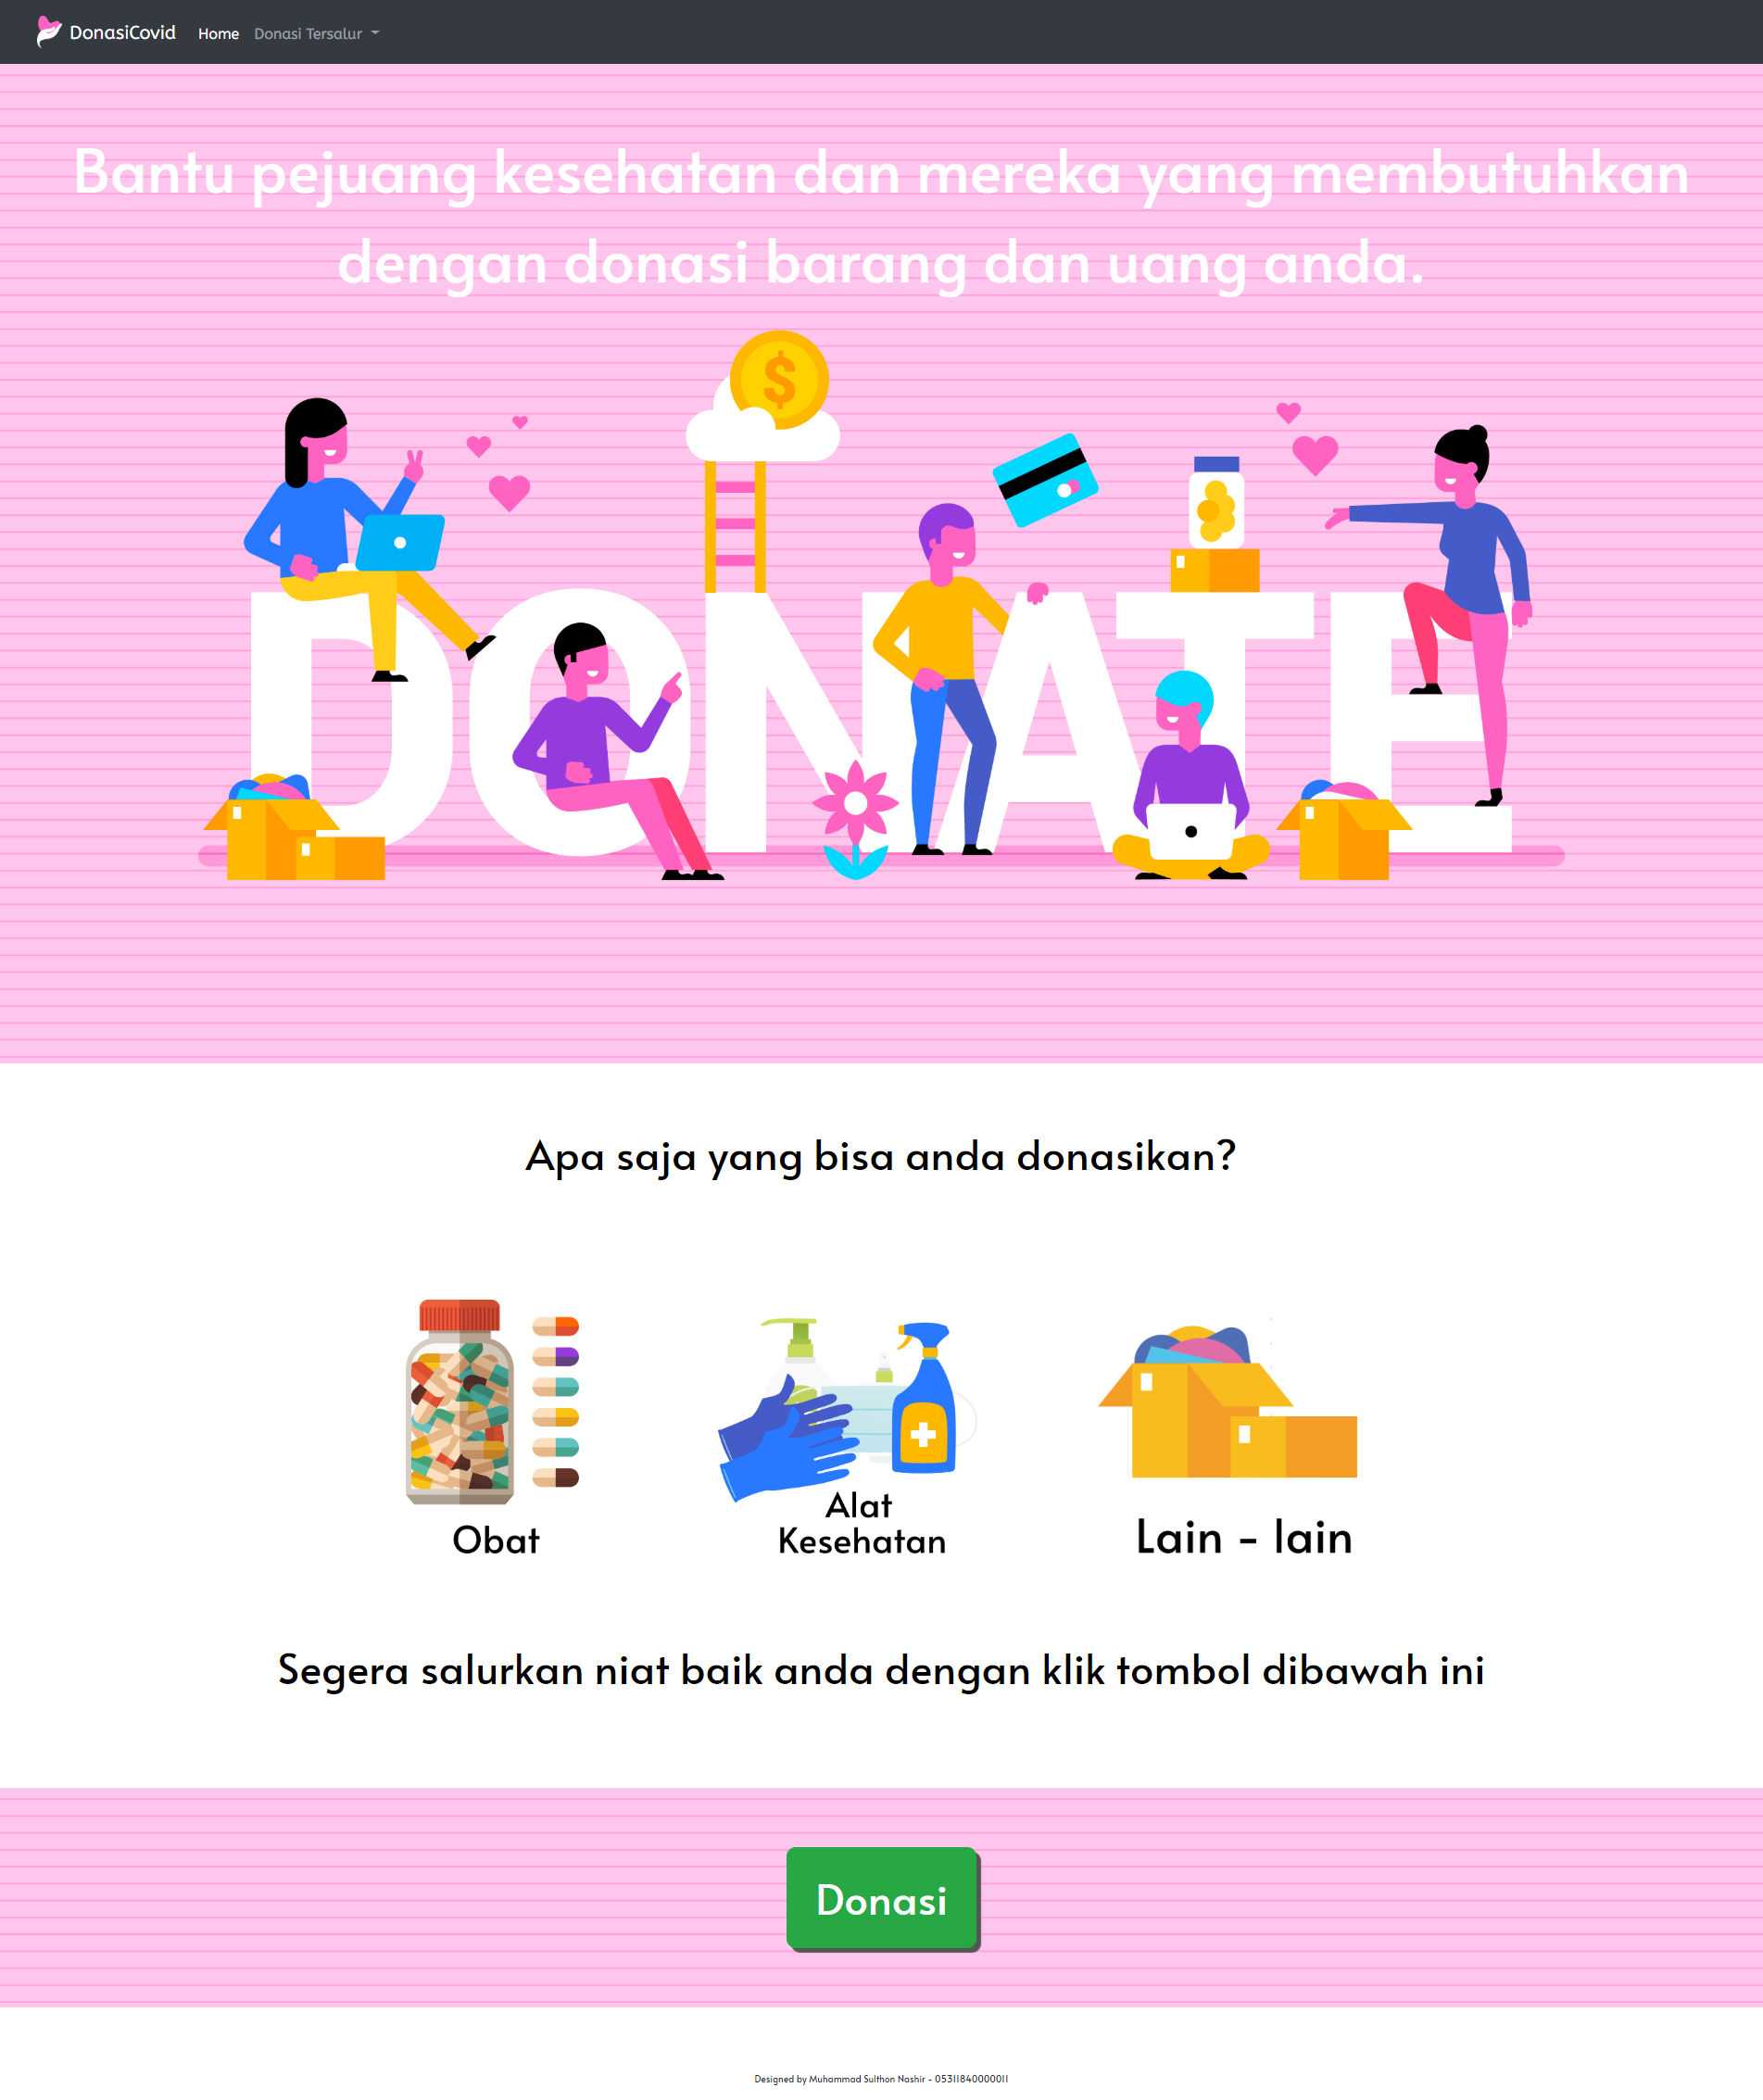 DonasiCovid Home Donasi Tersalur
Bantu pejuang kesehatan dan mereka yang membutuhkan
dengan donasi barang dan uang anda.
$
DONATE
Apa saja yang bisa anda donasikan?
Obat
Alat
Kesehatan
Lain - lain
Segera salurkan niat baik anda dengan klik tombol dibawah ini
Donasi
Designed by Muhammad Sulthon Nashir - 05311840000011